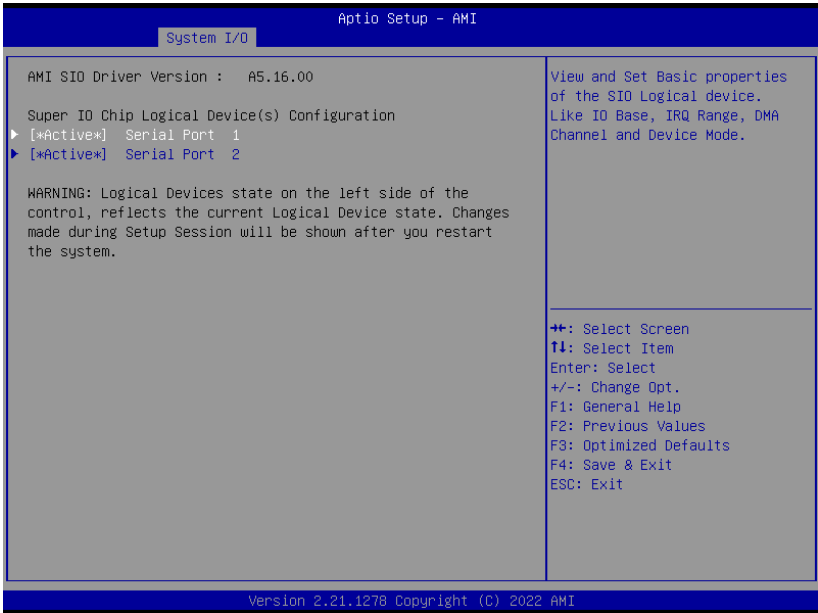 Aptio Setup – AMI
System I/O
AMI SIO Driver Version : A5.16.00
Super IO Chip Logical Device(s) Configuration
[*Active*] Serial Port 1
[*Active*] Serial Port 2
WARNING: Logical Devices state on the left side of the
control, reflects the current Logical Device state. Changes
made during Setup Session will be shown after you restart
the system.
View and Set Basic properties
of the SIO Logical device.
Like IO Base, IRQ Range, DMA
Channel and Device Mode.
→←: Select Screen
↑↓: Select Item
Enter: Select
+/-: Change Opt.
F1: General Help
F2: Previous Values
F3: Optimized Defaults
F4: Save & Exit
ESC: Exit
Version 2.21.1278 Copyright (C) 2022 AMI